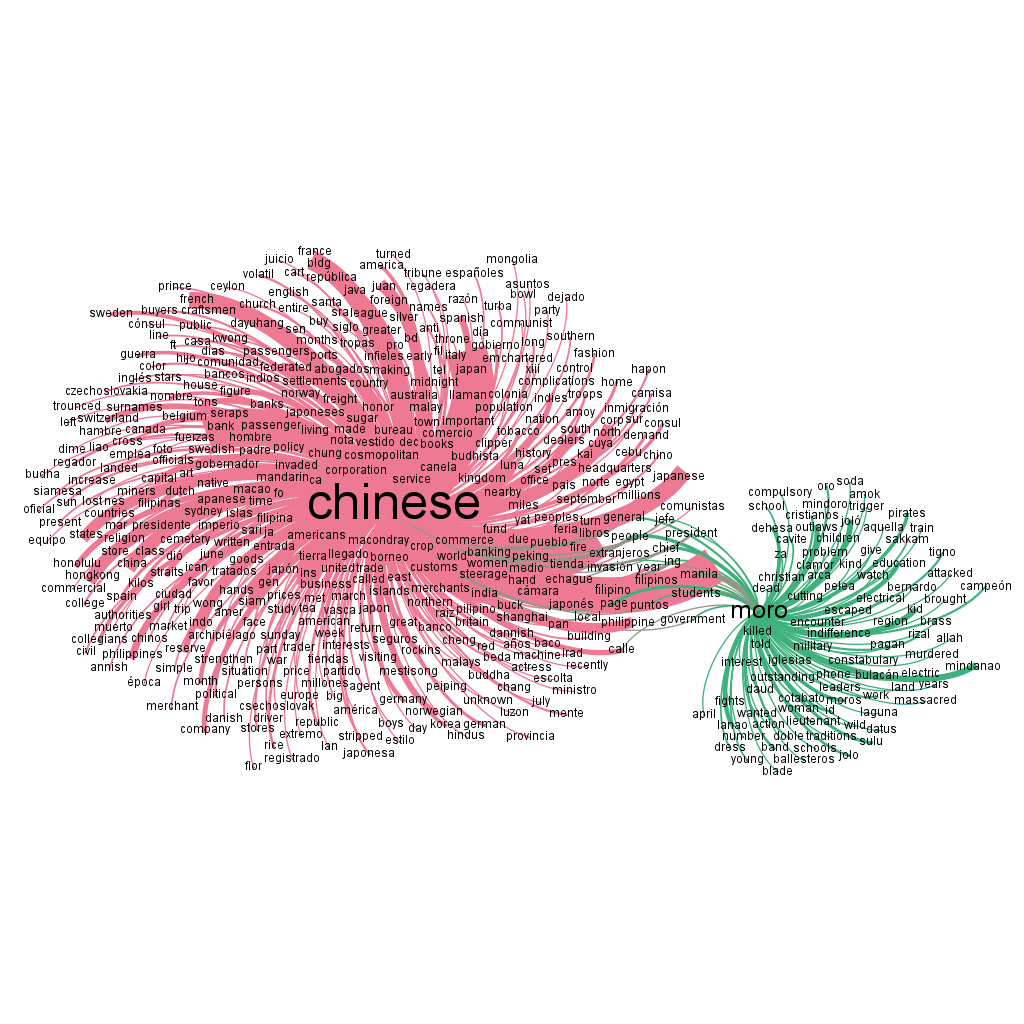 france
turned
juicio
bldg
america
mongolia
volatil
cart
república
tribune
españoles
prince
ceylon
java
juan
regadera
asuntos
french
english
foreign
razón
bowl
dejado
sweden
buyers
craftsmen
church
entire
santa
names
turba
party
sra
league
silver
spanish
cónsul
public
dayuhang
buy
siglo
greater
anti
día
communist
line
casa
kwong
sen
months
tropas
pro
bd
throne
gobierno
long
southern
ft
dias
passengers
ports
infieles
early
fil
italy
en
chartered
fashion
guerra
hijo
comunidad
federated
abogados
making
tel
japan
xiii
control
hapon
color
bancos
indios
settlements
country
midnight
complications
home
inglés
stars
house
figure
norway
freight
australia
llaman
colonia
indies
troops
camisa
czechoslovakia
nombre
tons
banks
japoneses
honor
malay
population
amoy
inmigración
trounced
surnames
belgium
seraps
sugar
town
important
tobacco
nation
corp
sur
consul
left
switzerland
bank
passenger
living
made
bureau
comercio
south
north
demand
hambre
canada
fuerzas
hombre
nota
vestido
dec
books
clipper
dealers
cuya
cebu
chino
dime
liao
cross
emplea
foto
swedish
padre
policy
chung
cosmopolitan
budhista
history
kai
regador
officials
gobernador
invaded
corporation
canela
luna
set
pres
headquarters
budha
landed
capital
art
mandarin
ca
service
kingdom
office
pais
norte
egypt
japanese
increase
native
siamesa
miners
dutch
macao
fo
chinese
nearby
september
millions
sun
lost
nes
filipinas
apanese
time
miles
oficial
countries
sydney
islas
filipina
fund
yat
peoples
turn
general
jefe
comunistas
present
mar
presidente
imperio
sari
ja
americans
macondray
commerce
due
pueblo
feria
libros
people
president
states
religion
cemetery
written
entrada
crop
banking
peking
fire
extranjeros
chief
equipo
store
class
dió
june
goods
tierra
llegado
borneo
world
women
medio
tienda
invasion
year
ing
honolulu
china
ican
tratados
japón
united
trade
customs
steerage
hand
echague
filipinos
manila
hongkong
straits
favor
gen
ins
called
east
merchants
india
cámara
filipino
students
commercial
kilos
ciudad
hands
business
islands
northern
buck
japonés
page
puntos
spain
college
girl
trip
wong
siam
prices
met
march
vasca
japon
raiz
pilipino
shanghai
local
philippine
government
authorities
indo
amer
study
tea
american
great
britain
pan
muerto
market
face
week
return
banco
dannish
building
collegians
chinos
archipiélago
sunday
interests
seguros
cheng
red
años
baco
calle
civil
philippines
reserve
part
trader
rockins
beda
machine
irad
annish
simple
strengthen
war
tiendas
partido
visiting
malays
actress
recently
situation
price
mestisong
buddha
escolta
época
month
persons
millones
agent
peiping
chang
ministro
political
europe
big
germany
unknown
july
merchant
csechoslovak
américa
norwegian
luzon
mente
danish
driver
republic
boys
day
korea
german
company
stores
extremo
stripped
estilo
hindus
provincia
rice
lan
japonesa
flor
registrado
oro
soda
compulsory
amok
school
mindoro
trigger
cristianos
pirates
dehesa
outlaws
joló
aquella
train
cavite
children
sakkam
za
problem
give
tigno
clamor
kind
education
christian
arca
watch
attacked
dead
pelea
bernardo
campeón
cutting
electrical
brought
moro
escaped
kid
encounter
region
brass
killed
indifference
rizal
told
military
pagan
allah
interest
iglesias
constabulary
murdered
outstanding
phone
bulacán
electric
mindanao
daud
leaders
land
years
fights
cotabato
moros
work
massacred
april
wanted
woman
id
laguna
lanao
action
lieutenant
wild
datus
number
doble
traditions
sulu
dress
band
schools
jolo
young
ballesteros
blade